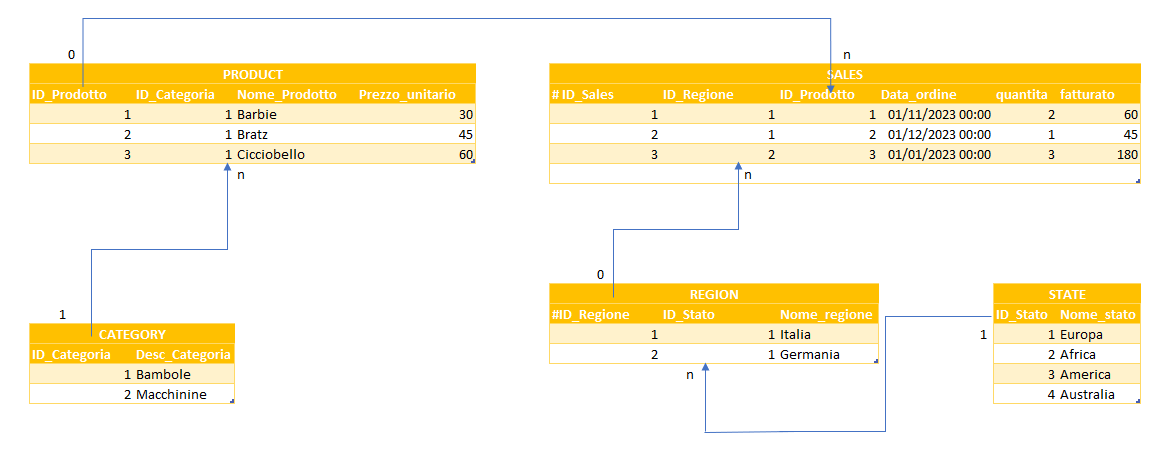 0
n
PRODUCT
ID_Prodotto ID_Categoria Nome_Prodotto Prezzo_unitario
1 1 Barbie 30
2 1 Bratz 45
3 1 Cicciobello 60
n
SALES
# ID_Sales ID_Regione ID_Prodotto Data_ordine quantita fatturato
1 1 1 01/11/2023 00:00 2 60
2 1 2 01/12/2023 00:00 1 45
3 2 3 01/01/2023 00:00 3 180
n
1
CATEGORY
ID_Categoria Desc_Categoria
1 Bambole
2 Macchinine
0
REGION
#ID_Regione ID_Stato Nome_regione
1 1 Italia
2 1 Germania
n
1
STATE
ID_Stato Nome_stato
1 Europa
2 Africa
3 America
4 Australia